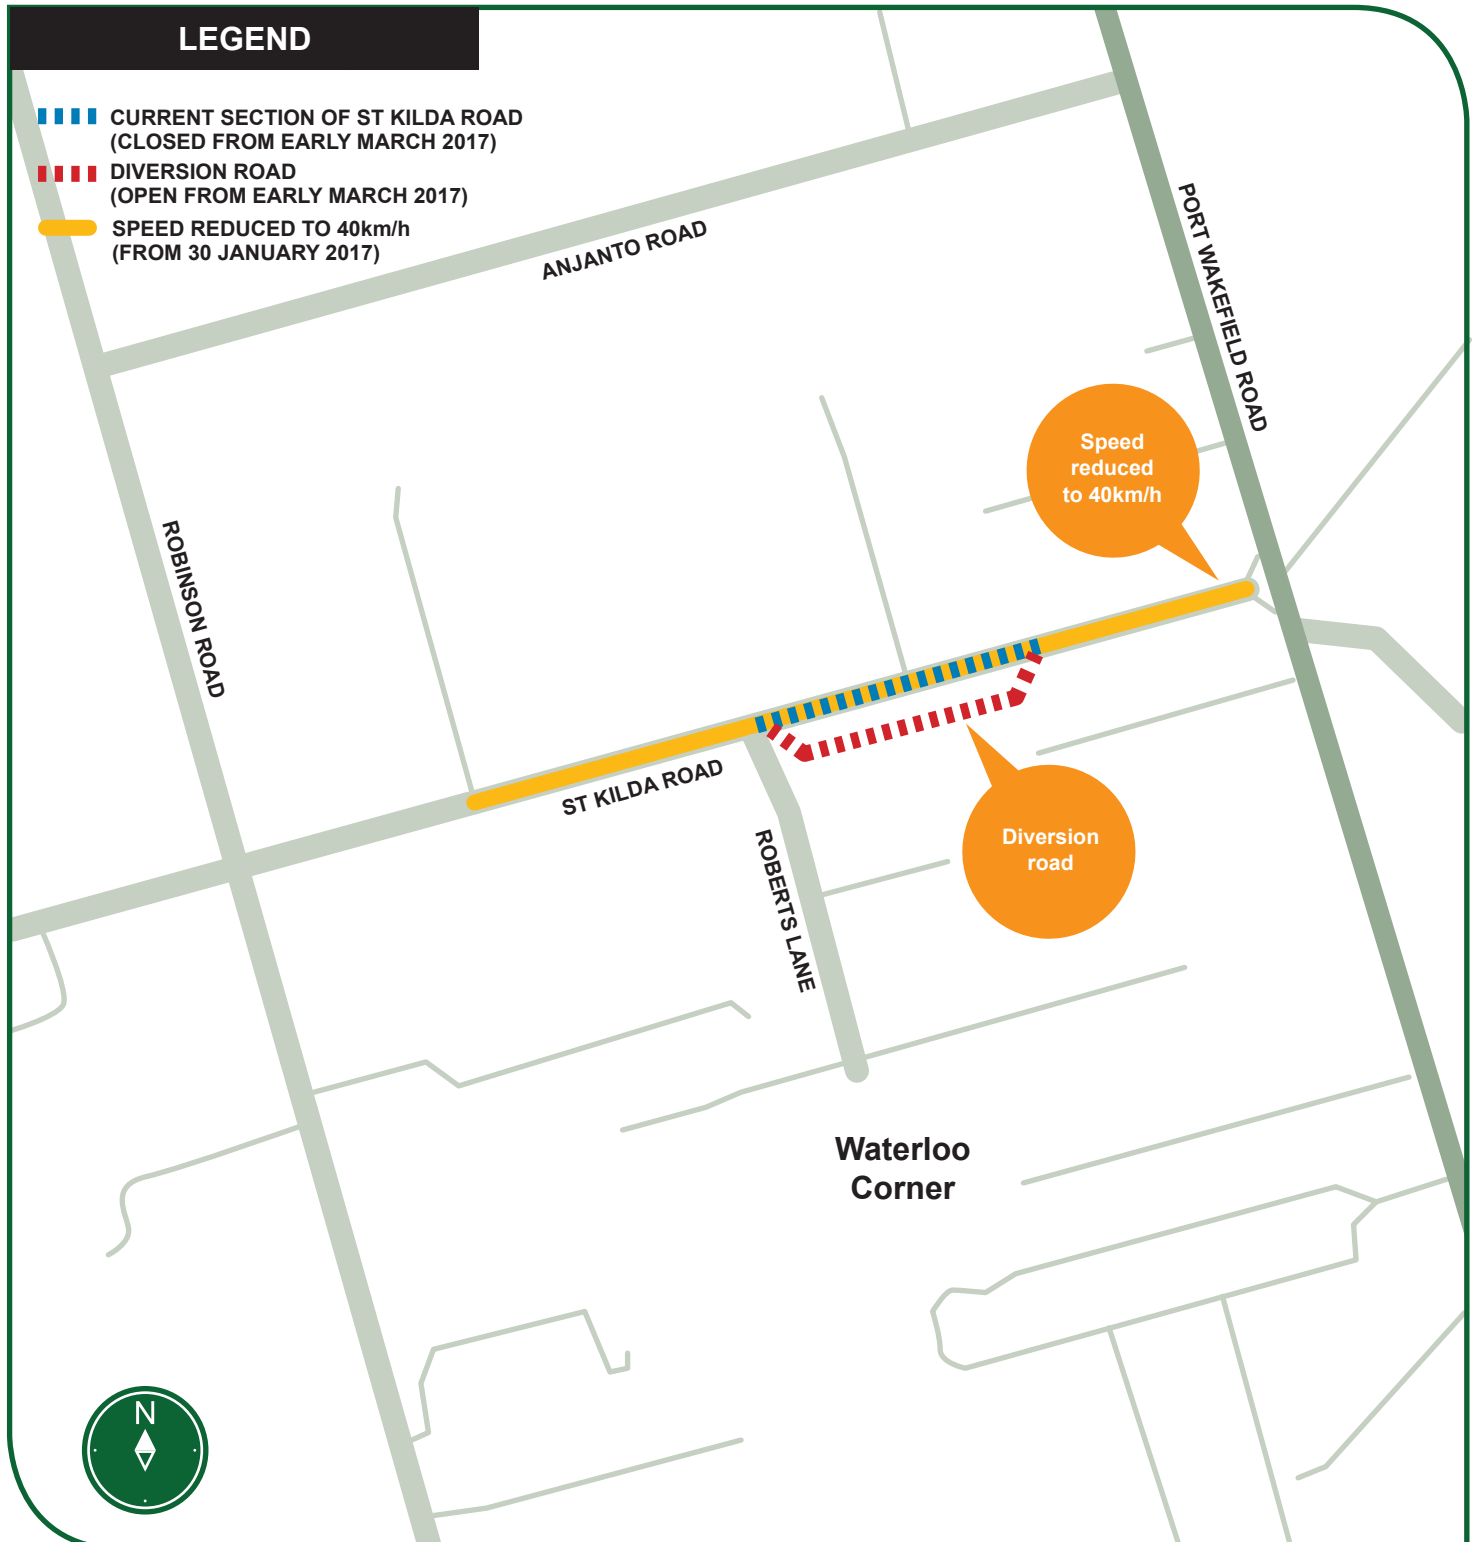 LEGEND
CURRENT SECTION OF ST KILDA ROAD
(CLOSED FROM EARLY MARCH 2017)
DIVERSION ROAD
(OPEN FROM EARLY MARCH 2017)
SPEED REDUCED TO 40km/h
(FROM 30 JANUARY 2017)
ANJANTO ROAD
PORT WAKEFIELD ROAD
Speed
reduced
to 40km/h
ROBINSON ROAD
ST KILDA ROAD
ROBERTS LANE
Diversion
road
Waterloo
Corner
N